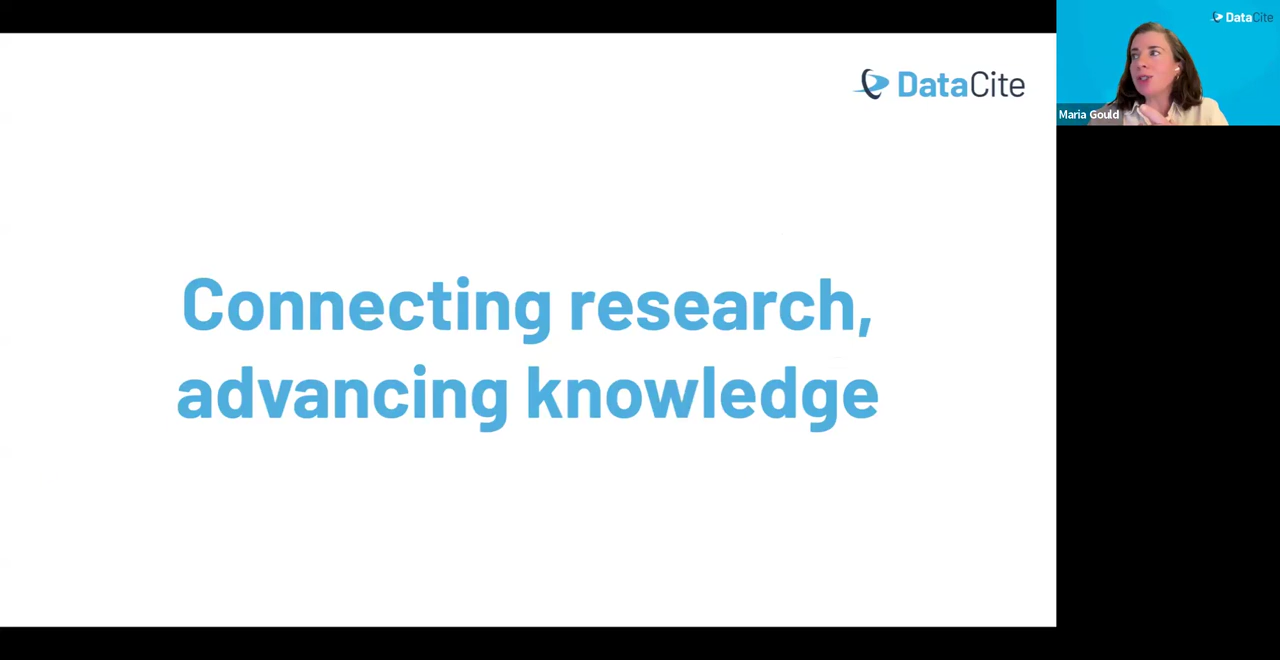 DataCite
DataCite
Maria Gould
Connecting research,
advancing knowledge